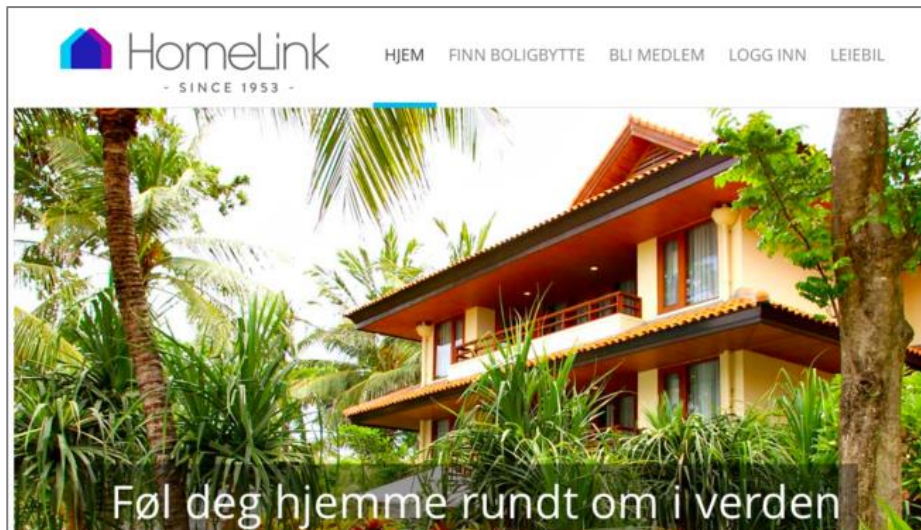 HomeLink
- SINCE 1953 -
HJEM FINN BOLIGBYTTE BLI MEDLEM LOGG INN LEIEBIL
Føl deg hjemme rundt om i verden